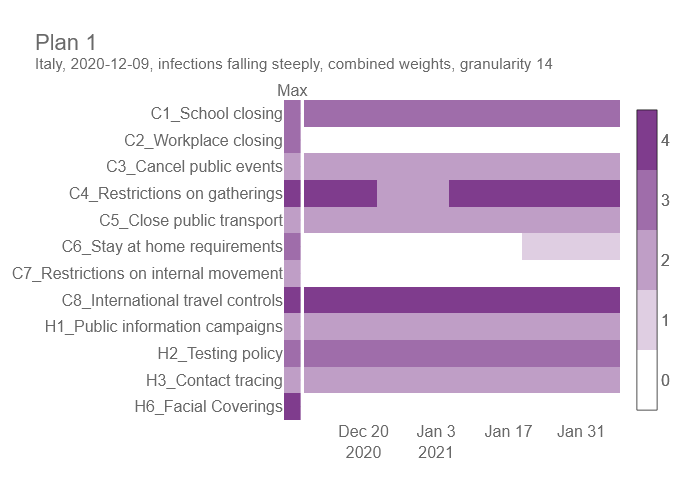 Plan 1
Italy, 2020-12-09, infections falling steeply, combined weights, granularity 14
Max
C1_School closing
C2_Workplace closing
C3_Cancel public events
C4_Restrictions on gatherings
C5_Close public transport
C6_Stay at home requirements
C7_Restrictions on internal movement
C8_International travel controls
H1_Public information campaigns
H2_Testing policy
H3_Contact tracing
H6_Facial Coverings
4
3
2
1
0
Dec 20 Jan 3 Jan 17 Jan 31
2020 2021